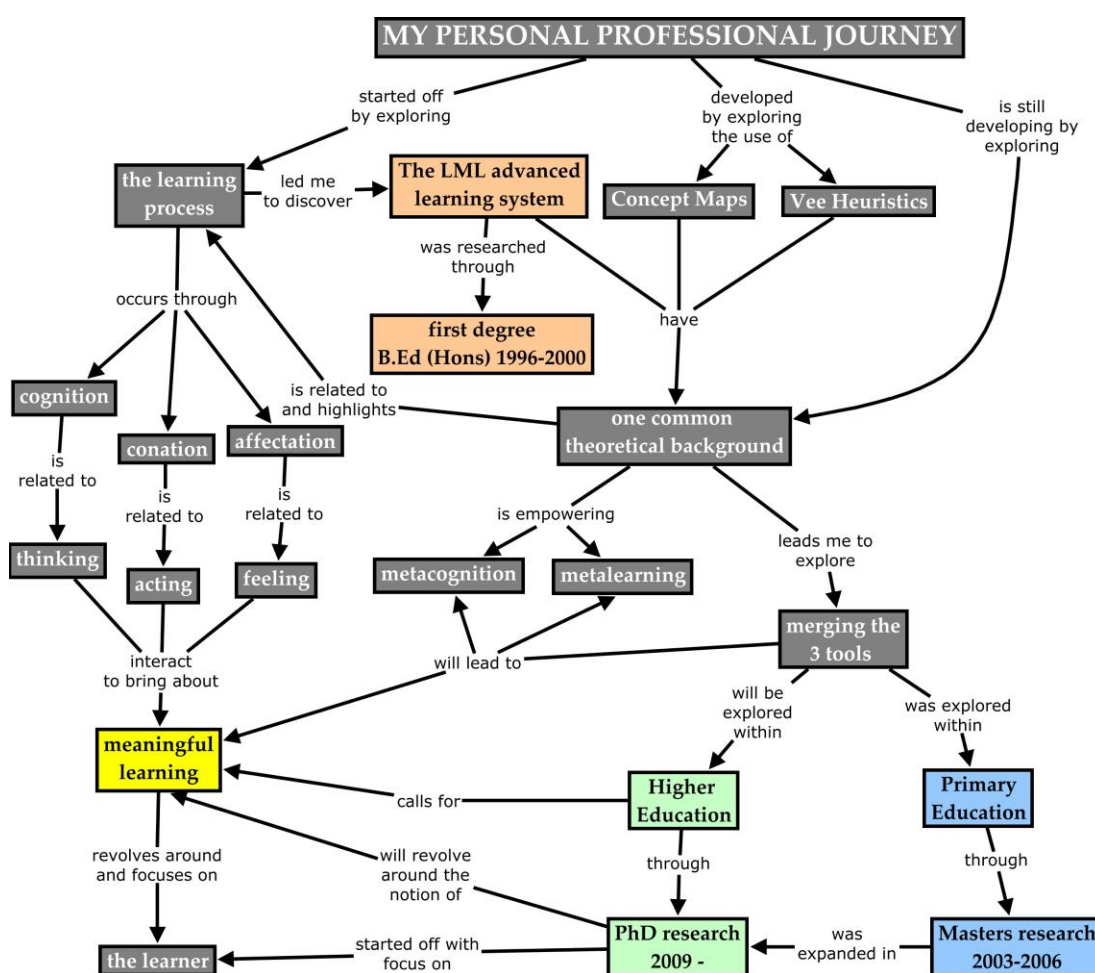 MY PERSONAL PROFESSIONAL JOURNEY
started off
by exploring
developed
by exploring
the use of
is still
developing by
exploring
the learning
process
led me
to discover
The LML advanced
learning system
Concept Maps
Vee Heuristics
was researched
through
occurs through
have
first degree
B.Ed (Hons) 1996-2000
cognition
is related to
and highlights
one common
theoretical background
conation
affectation
is
related to
is
related to
is
related to
is empowering
leads me to
explore
thinking
acting
feeling
metacognition
metalearning
merging the
3 tools
interact
to bring about
will lead to
will be
explored
within
was explored
within
meaningful
learning
calls for
Higher
Education
Primary
Education
revolves around
and focuses on
will revolve
around the
notion of
through
through
the learner
started off with
focus on
PhD research
2009 -
was
expanded in
Masters research
2003-2006